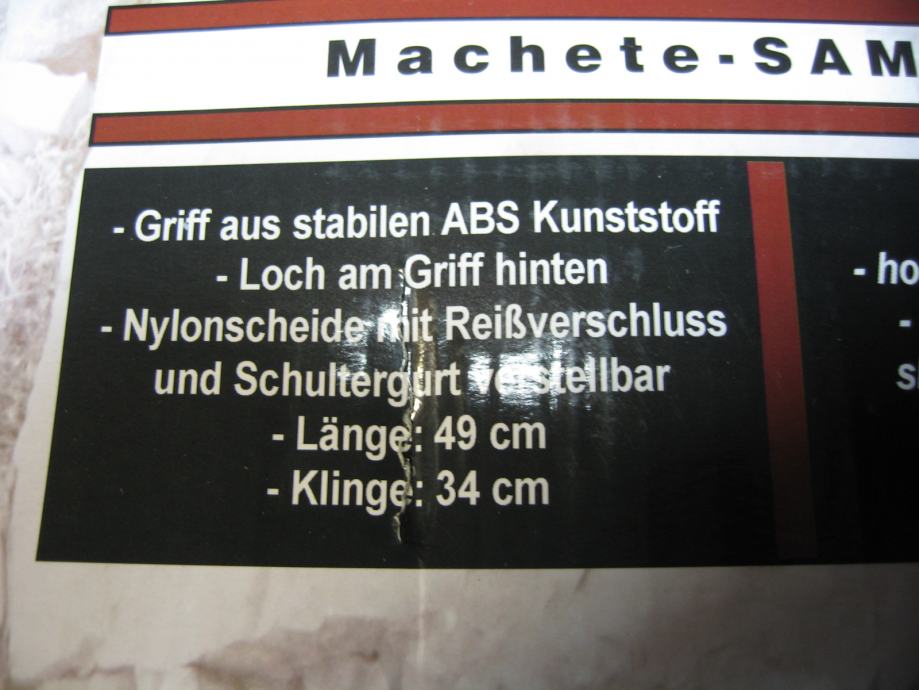 Machete-SAM
- Griff aus stabilen ABS Kunststoff
- Loch am Griff hinten
- Nylonscheide mit Reißverschluss
und Schultergurt verstellbar
- Länge: 49 cm
- Klinge: 34 cm
- ho
-
s